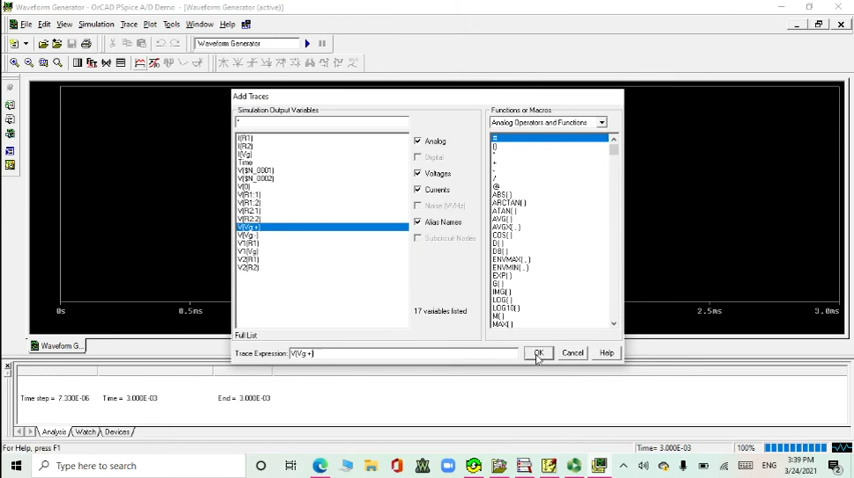 Waveform Generator - OrCAD PSpice A/D Demo - [Waveform Generator (active)]
File Edit View Simulation Trace Plot Tools Window Help
Waveform Generator
Add Traces
Simulation Output Variables
*
I(R1)
I(R2)
I(Vg)
Time
V($N_0001)
V($N_0002)
V(0)
V(R1:1)
V(R1:2)
V(R2:1)
V(R2:2)
V(Vg:+)
V(Vg:-)
V1(R1)
V1(Vg)
V2(R1)
V2(R2)
Full List
Analog
Digital
Voltages
Currents
Noise (V²/Hz)
Alias Names
Subcircuit Nodes
17 variables listed
Functions or Macros
Analog Operators and Functions
#
()
*
+
-
/
@
ABS( )
ARCTAN( )
ATAN( )
AVG( )
AVGX( , )
COS( )
D( )
DB( )
ENVMAX( , )
ENVMIN( , )
EXP( )
G( )
IMG( )
LOG( )
LOG10( )
M( )
MAX( )
Trace Expression: V(Vg:+)
OK Cancel Help
0s 0.5ms 2.5ms 3.0ms
Waveform G...
Time step = 7.330E-06 Time = 3.000E-03 End = 3.000E-03
Analysis Watch Devices
For Help, press F1 Time= 3.000E-03 100%
Type here to search
ENG
3:39 PM
3/24/2021
2